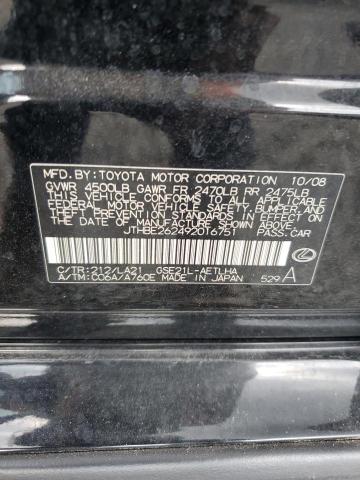 MFD.BY:TOYOTA MOTOR CORPORATION 10/08
GVWR 4500LB GAWR FR 2470LB RR 2475LB
THIS VEHICLE CONFORMS TO ALL APPLICABLE
FEDERAL MOTOR VEHICLE SAFETY, BUMPER, AND
THEFT PREVENTION STANDARDS IN EFFECT ON THE DATE
OF MANUFACTURE SHOWN ABOVE.
JTHBE262492016751 PASS.CAR
C/TR:212/LA21 GSE21L-AETLHA
A/TM:C06A/A760E MADE IN JAPAN 529 A